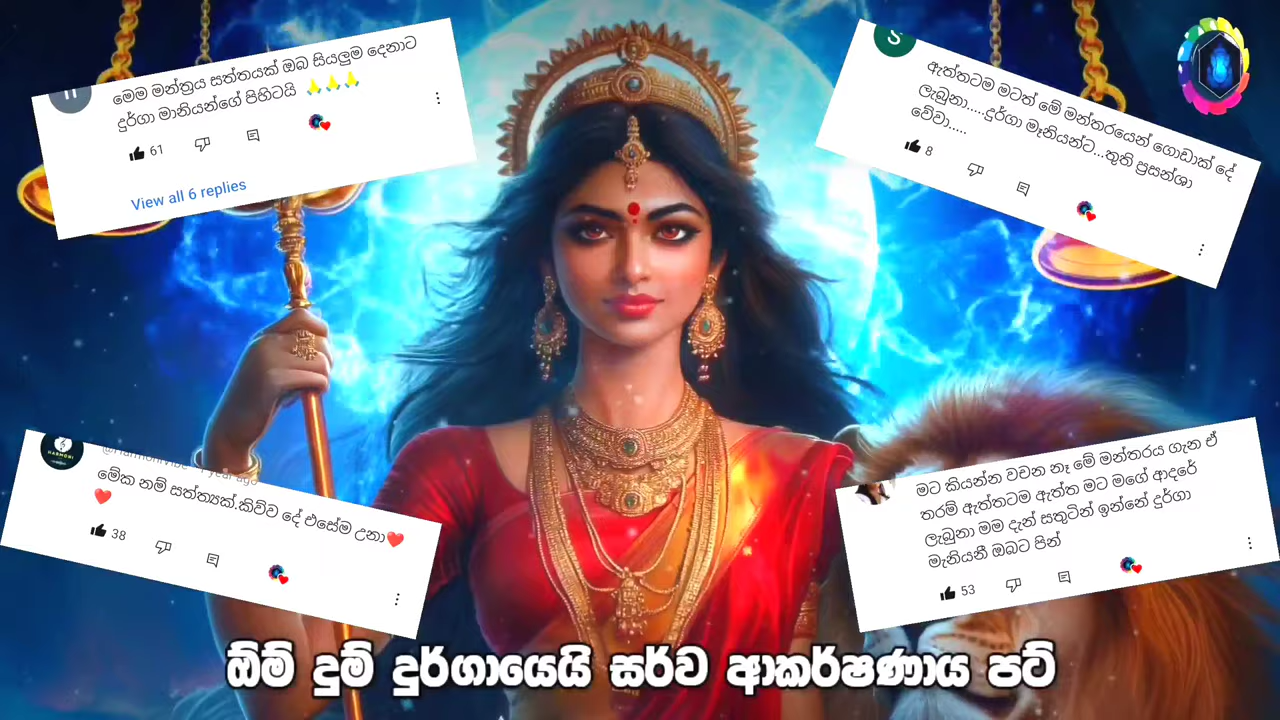 මෙම මන්ත්‍රය සත්තයක් ඔබ සියලුම දෙනාට
දුර්ගා මානියන්ගේ පිහිටයි 🙏🙏🙏
61
View all 6 replies
ඇත්තටම මටත් මේ මන්තරයෙන් ගොඩාක් දේ
ලැබුනා.....දුර්ගා මෑනියන්ට...තුති ප්‍රසන්ශා
වේවා.....
8
මේක නම් සත්ත්‍යක්.කිව්ව දේ එසේම උනා❤️
❤️
38
මට කියන්න වචන නෑ මේ මන්තරය ගැන ඒ
තරම් ඇත්තටම ඇත්ත මට මගේ ආදරේ
ලැබුනා මම දැන් සතුටින් ඉන්නේ දුර්ගා
මැනියනී ඔබට පින්
53
ඕම් දුම් දුර්ගායෙයි සර්ව ආකර්ෂණාය පට්